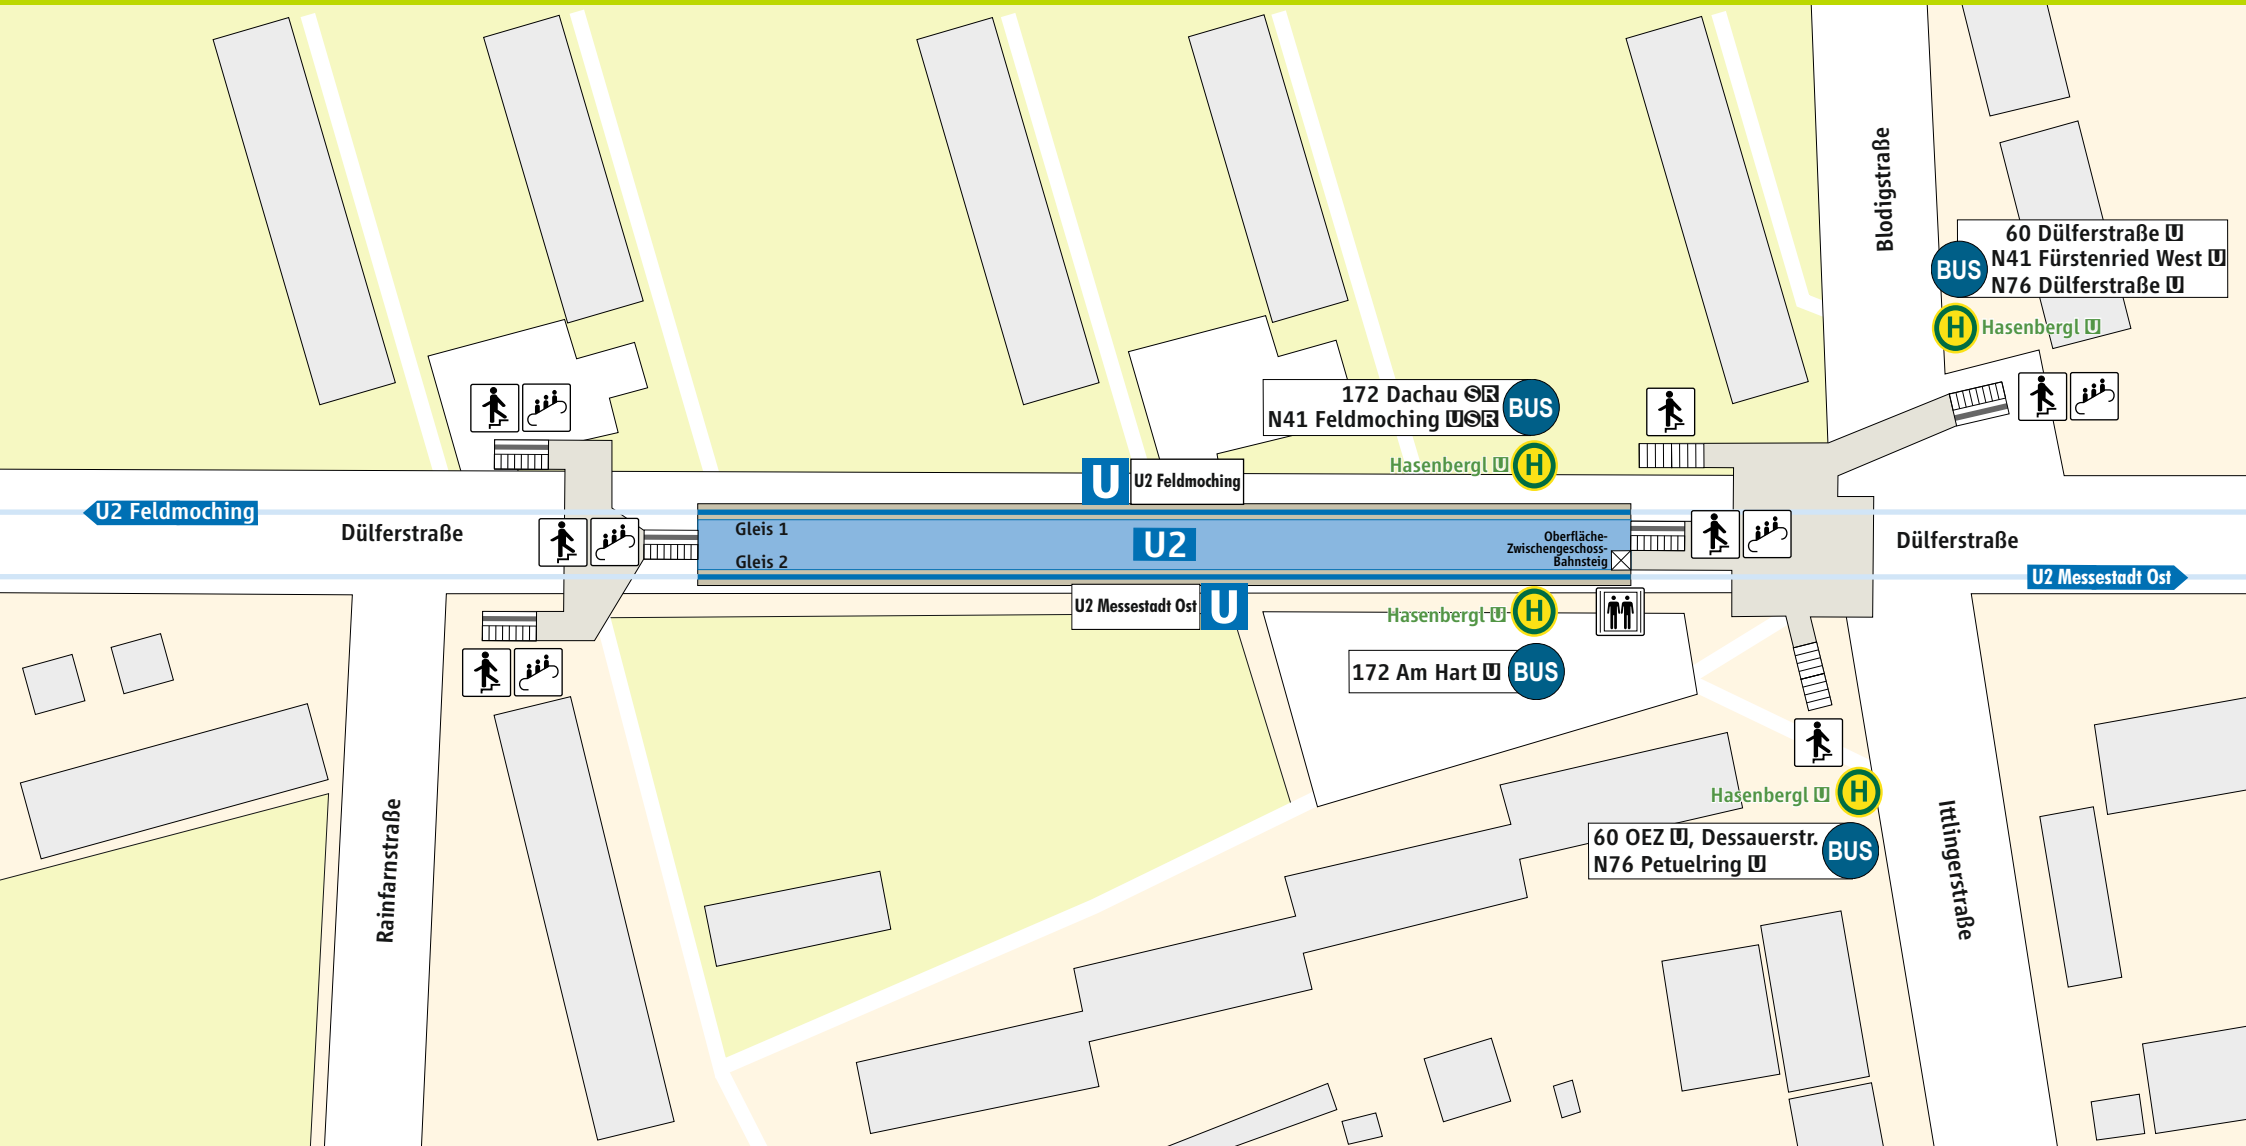 Blodigstraße
60 Dülferstraße U
N41 Fürstenried West U
N76 Dülferstraße U
BUS
H Hasenbergl U
172 Dachau S R
N41 Feldmoching U S R
BUS
Hasenbergl U H
U U2 Feldmoching
U2 Feldmoching
Dülferstraße
Gleis 1
Gleis 2
U2
Oberfläche-
Zwischengeschoss-
Bahnsteig
Dülferstraße
U2 Messestadt Ost
U2 Messestadt Ost U
Hasenbergl U H
172 Am Hart U BUS
Hasenbergl U H
60 OEZ U, Dessauerstr.
N76 Petuelring U
BUS
Rainfarnstraße
Ittlingerstraße